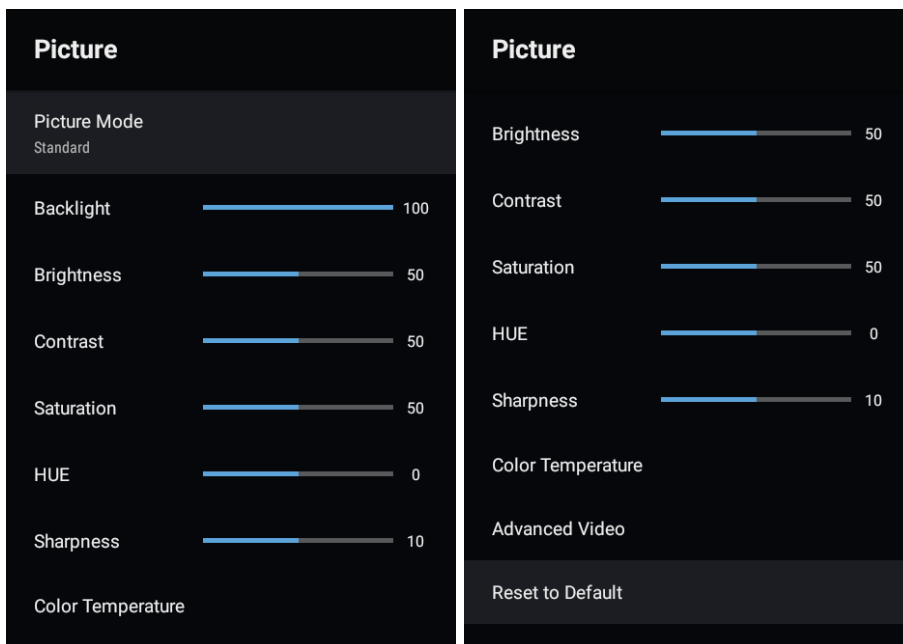 Picture
Picture Mode
Standard
Backlight 100
Brightness 50
Contrast 50
Saturation 50
HUE 0
Sharpness 10
Color Temperature
Picture
Brightness 50
Contrast 50
Saturation 50
HUE 0
Sharpness 10
Color Temperature
Advanced Video
Reset to Default